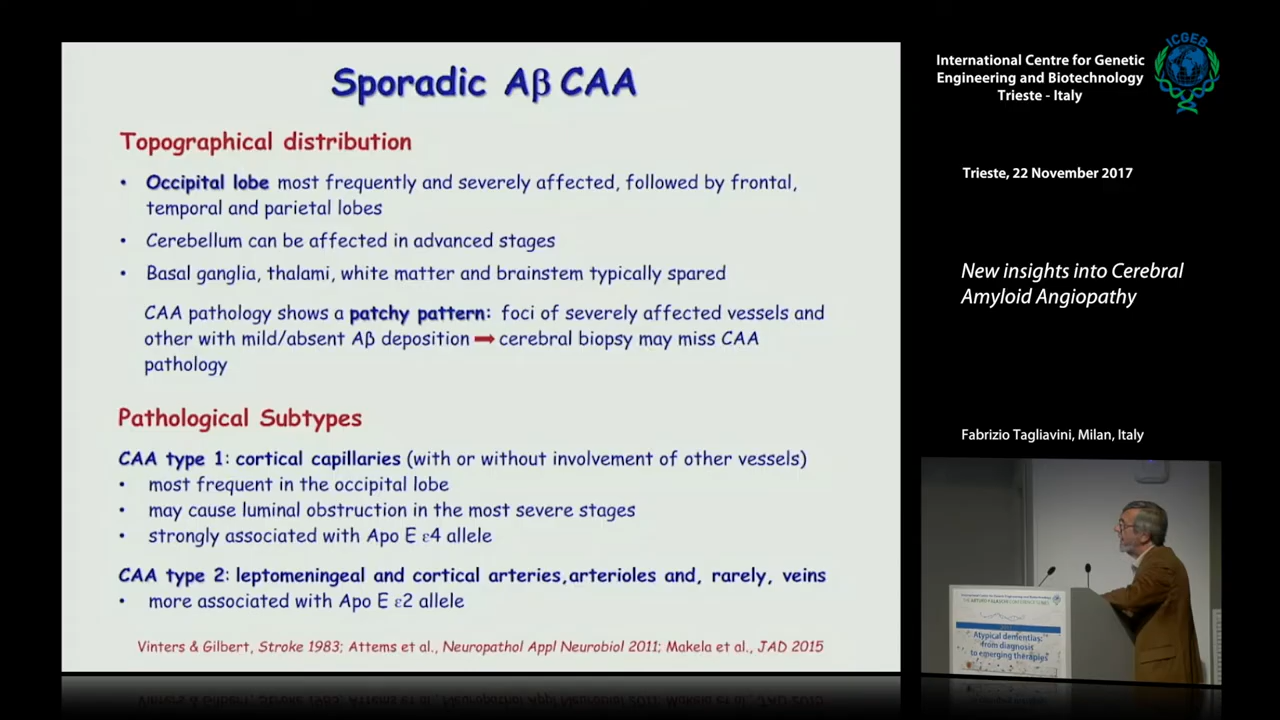 Sporadic Aβ CAA
Topographical distribution
• Occipital lobe most frequently and severely affected, followed by frontal,
temporal and parietal lobes
• Cerebellum can be affected in advanced stages
• Basal ganglia, thalami, white matter and brainstem typically spared
CAA pathology shows a patchy pattern: foci of severely affected vessels and
other with mild/absent Aβ deposition ➡ cerebral biopsy may miss CAA
pathology
Pathological Subtypes
CAA type 1: cortical capillaries (with or without involvement of other vessels)
• most frequent in the occipital lobe
• may cause luminal obstruction in the most severe stages
• strongly associated with Apo E ε4 allele
CAA type 2: leptomeningeal and cortical arteries,arterioles and, rarely, veins
• more associated with Apo E ε2 allele
Vinters & Gilbert, Stroke 1983; Attems et al., Neuropathol Appl Neurobiol 2011; Makela et al., JAD 2015
International Centre for Genetic
Engineering and Biotechnology
Trieste - Italy
ICGEB
Trieste, 22 November 2017
New insights into Cerebral
Amyloid Angiopathy
Fabrizio Tagliavini, Milan, Italy
Atypical dementias:
from diagnosis
to emerging therapies